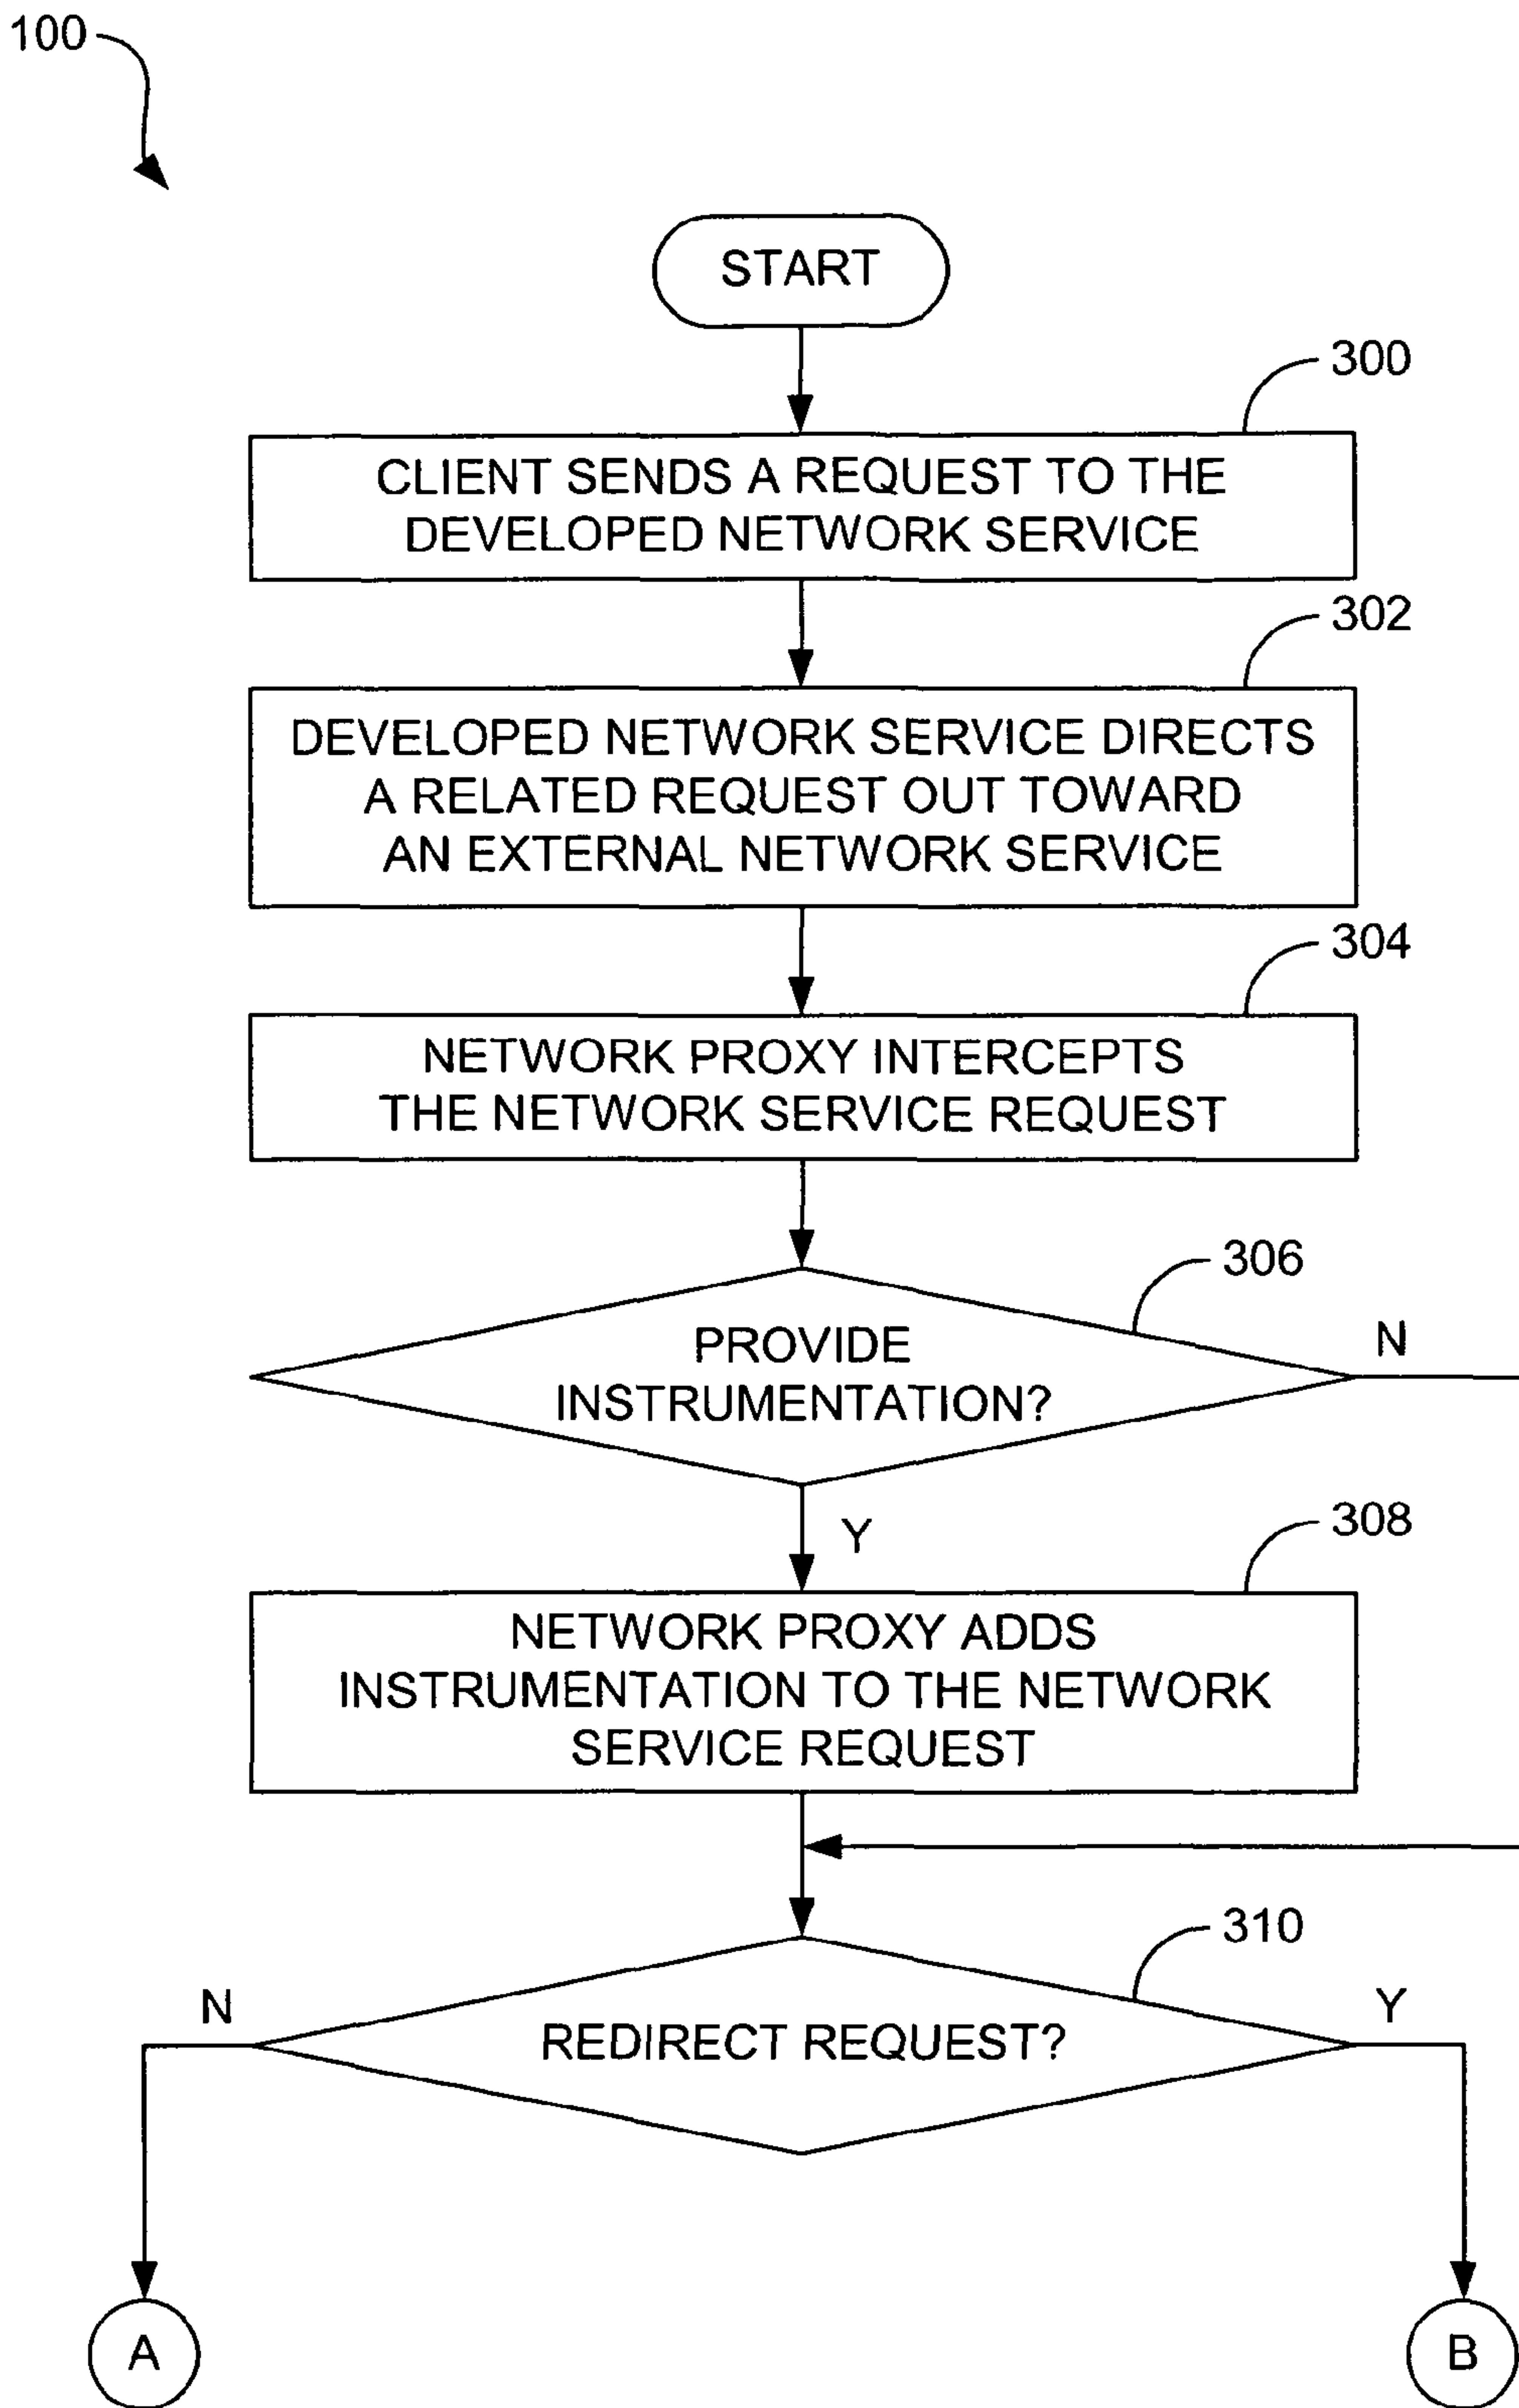 100
START
300
CLIENT SENDS A REQUEST TO THE
DEVELOPED NETWORK SERVICE
302
DEVELOPED NETWORK SERVICE DIRECTS
A RELATED REQUEST OUT TOWARD
AN EXTERNAL NETWORK SERVICE
304
NETWORK PROXY INTERCEPTS
THE NETWORK SERVICE REQUEST
306
PROVIDE
INSTRUMENTATION?
N
Y
308
NETWORK PROXY ADDS
INSTRUMENTATION TO THE NETWORK
SERVICE REQUEST
310
N
REDIRECT REQUEST?
Y
A
B